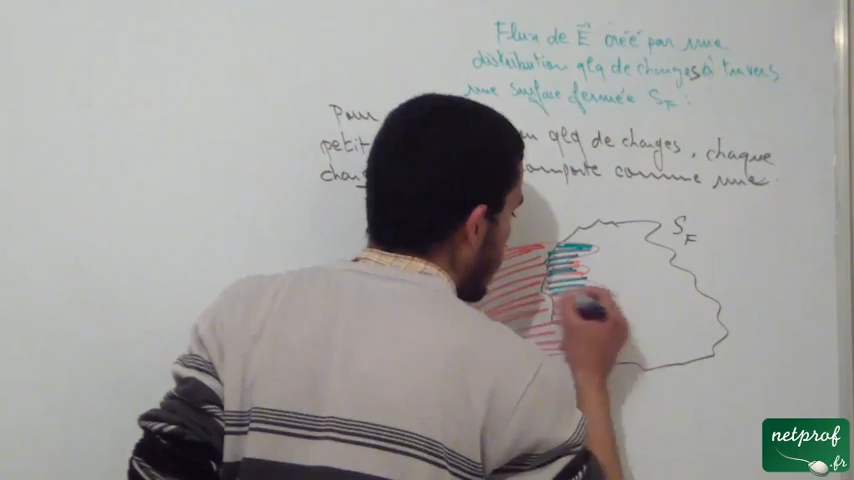 Flux de E⃗ créé par une
distribution qlq de charges à travers
une surface fermée S_F :
Pour qlq de charges, chaque
petit
comporte comme une
S_F
netprof
.fr